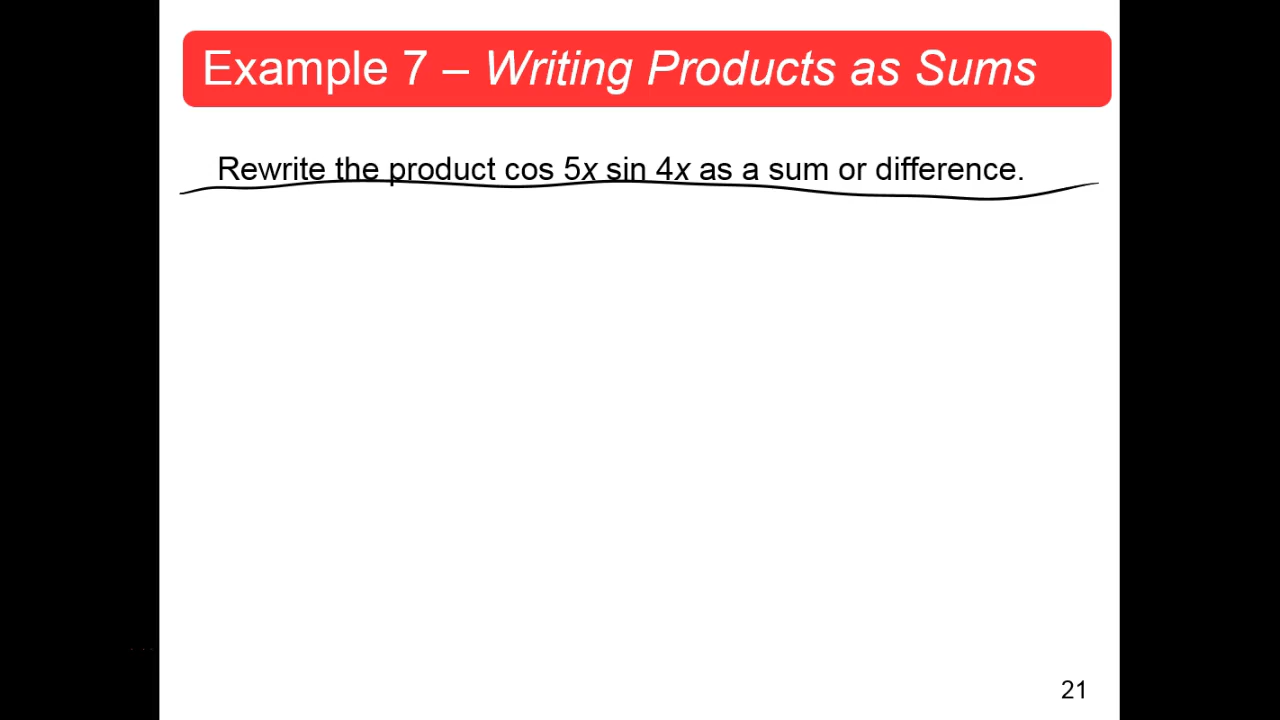 Example 7 – Writing Products as Sums
Rewrite the product cos 5x sin 4x as a sum or difference.
21